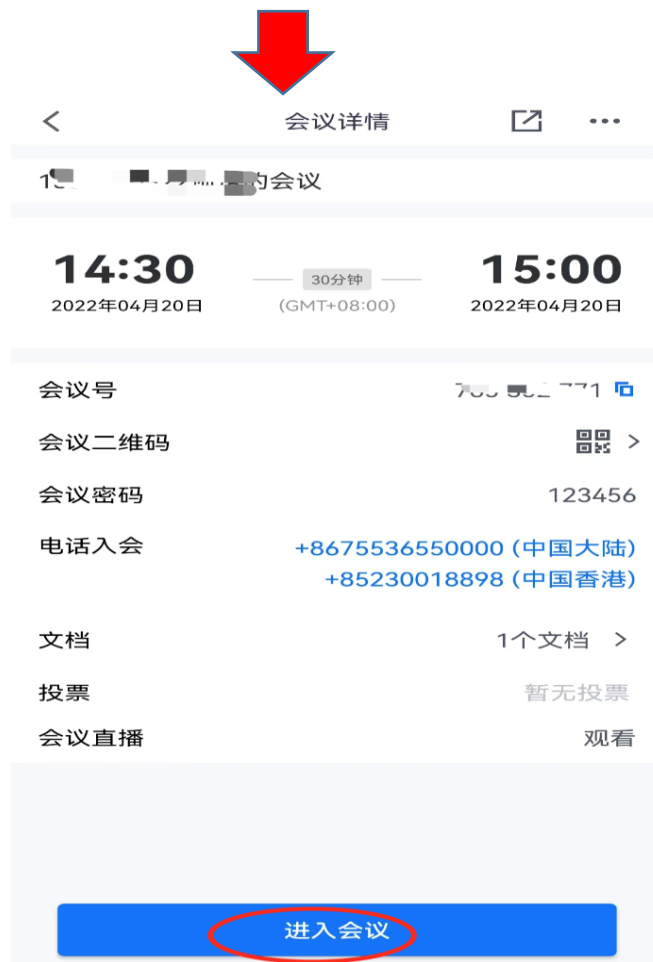 会议详情
的会议
14:30
30分钟
15:00
2022年04月20日
(GMT+08:00)
2022年04月20日
会议号
会议二维码
会议密码 123456
电话入会 +8675536550000 (中国大陆)
+85230018898 (中国香港)
文档 1个文档
投票 暂无投票
会议直播 观看
进入会议